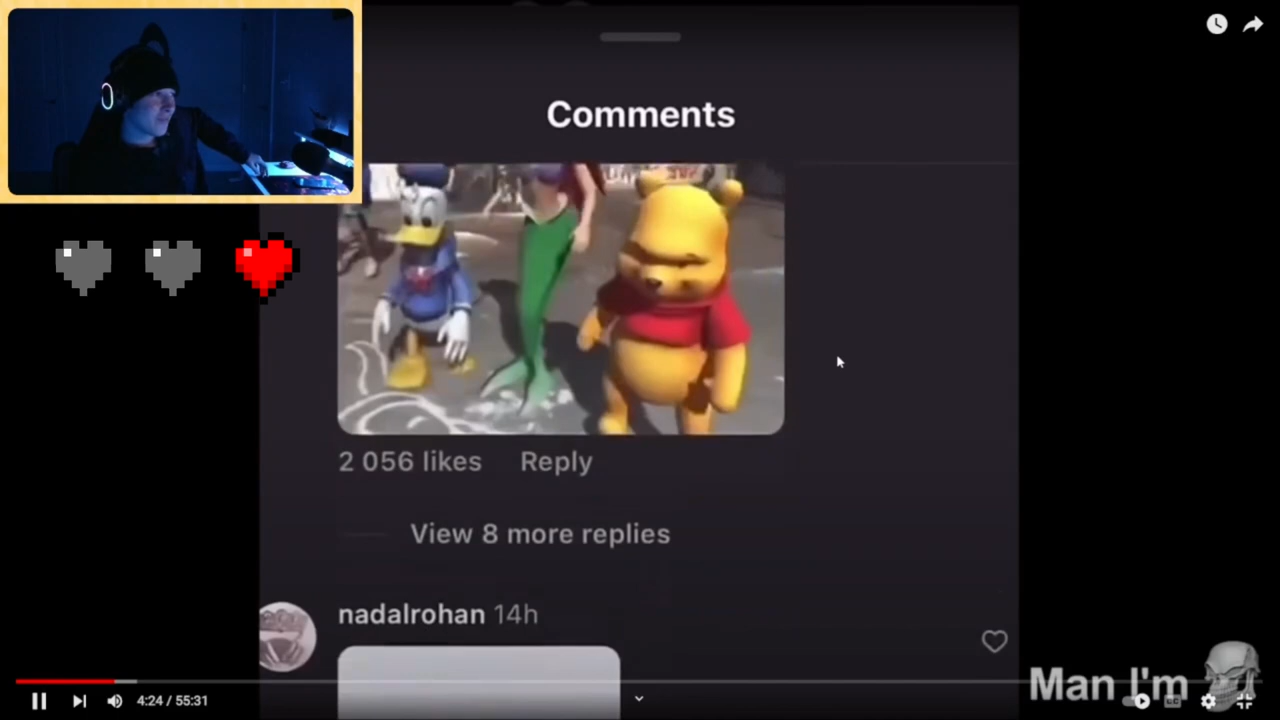 Comments
2 056 likes Reply
View 8 more replies
nadalrohan 14h
Man I'm
4:24 / 55:31